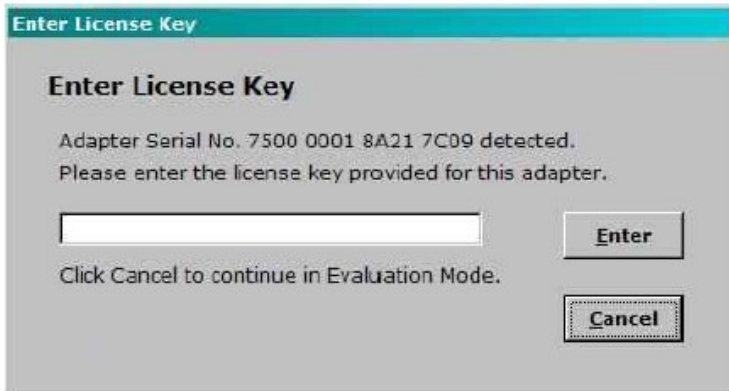 Enter License Key
Enter License Key
Adapter Serial No. 7500 0001 8A21 7C09 detected.
Please enter the license key provided for this adapter.
Enter
Click Cancel to continue in Evaluation Mode.
Cancel